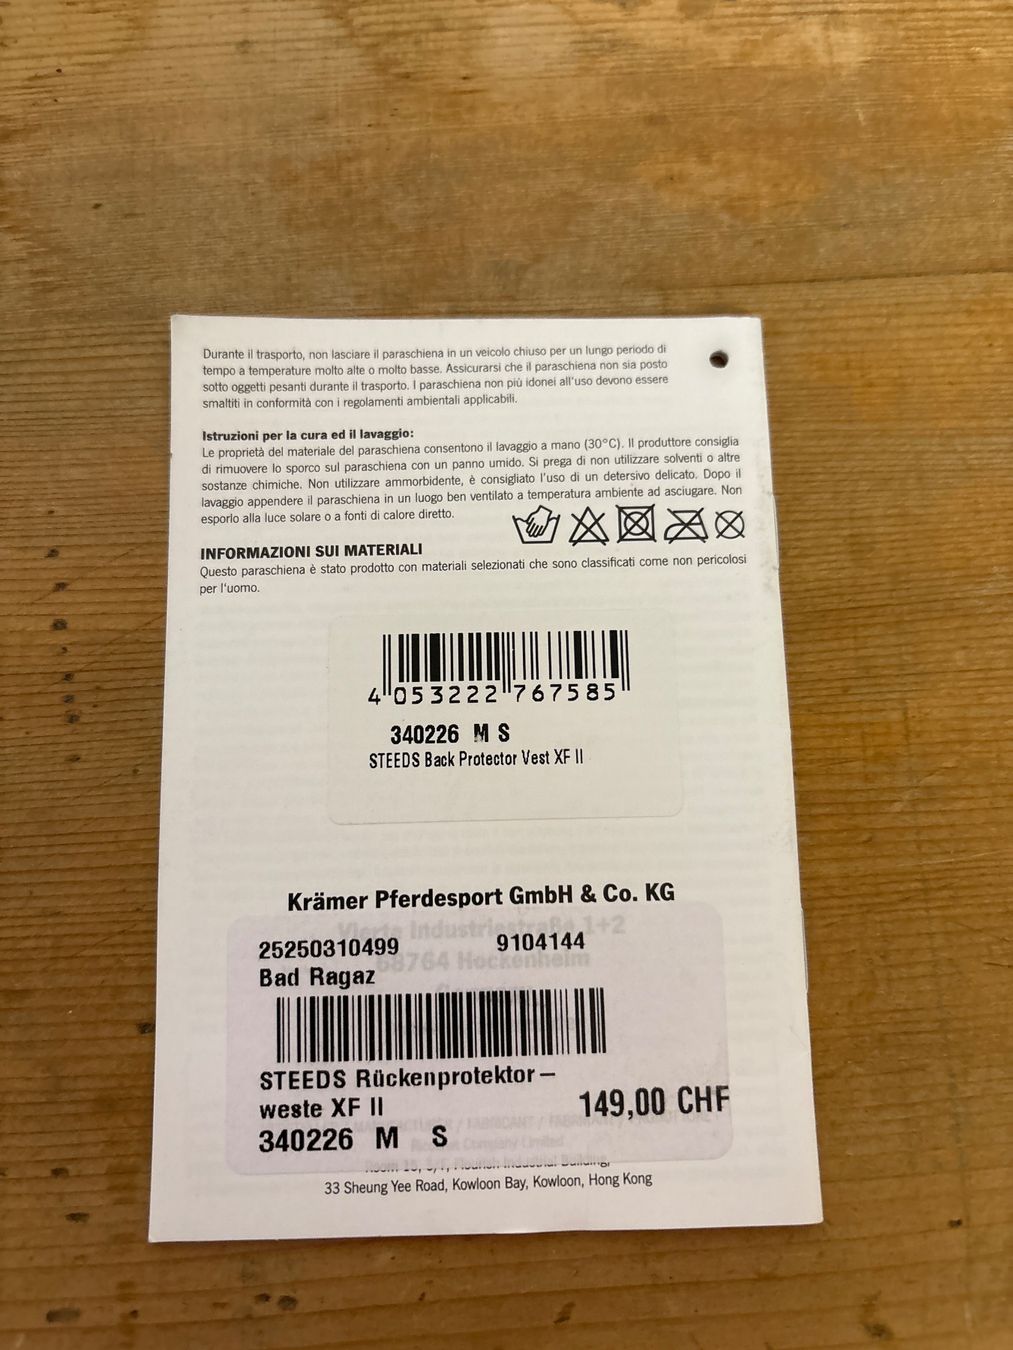 Durante il trasporto, non lasciare il paraschiena in un veicolo chiuso per un lungo periodo di
tempo a temperature molto alte o molto basse. Assicurarsi che il paraschiena non sia posto
sotto oggetti pesanti durante il trasporto. I paraschiena non più idonei all'uso devono essere
smaltiti in conformità con i regolamenti ambientali applicabili.
Istruzioni per la cura ed il lavaggio:
Le proprietà del materiale del paraschiena consentono il lavaggio a mano (30°C). Il produttore consiglia
di rimuovere lo sporco sul paraschiena con un panno umido. Si prega di non utilizzare solventi o altre
sostanze chimiche. Non utilizzare ammorbidente, è consigliato l'uso di un detersivo delicato. Dopo il
lavaggio appendere il paraschiena in un luogo ben ventilato a temperatura ambiente ad asciugare. Non
esporlo alla luce solare o a fonti di calore diretto.
INFORMAZIONI SUI MATERIALI
Questo paraschiena è stato prodotto con materiali selezionati che sono classificati come non pericolosi
per l'uomo.
4 053222 767585
340226 M S
STEEDS Back Protector Vest XF II
Krämer Pferdesport GmbH & Co. KG
Vierte Industriestraße 1+2
25250310499 9104144
68764 Hockenheim
Bad Ragaz
STEEDS Rückenprotektor–
weste XF II 149,00 CHF
340226 M S
33 Sheung Yee Road, Kowloon Bay, Kowloon, Hong Kong